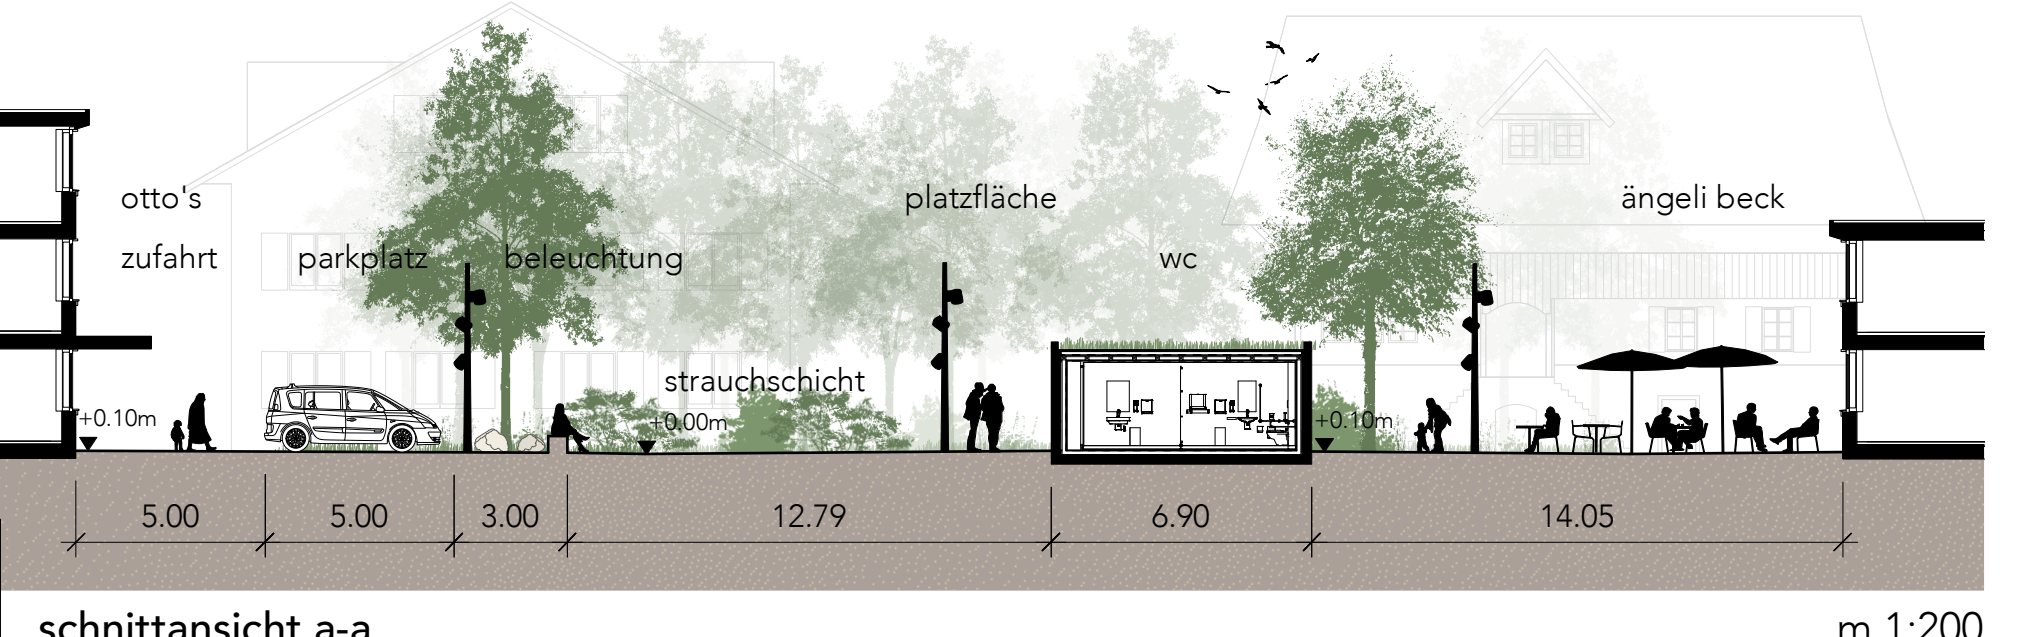 otto's
platzfläche
ängeli beck
zufahrt
parkplatz
beleuchtung
wc
strauchschicht
+0.10m
+0.00m
+0.10m
5.00
5.00
3.00
12.79
6.90
14.05
schnittansicht a-a
m 1:200